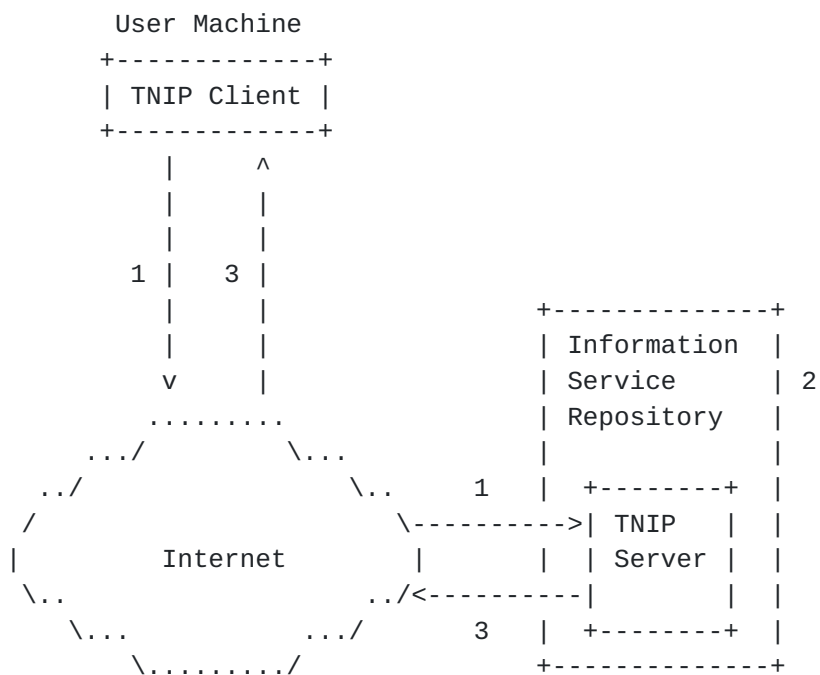 User Machine
TNIP Client
1 3
Information
Service 2
Repository
1
TNIP
Internet Server
3